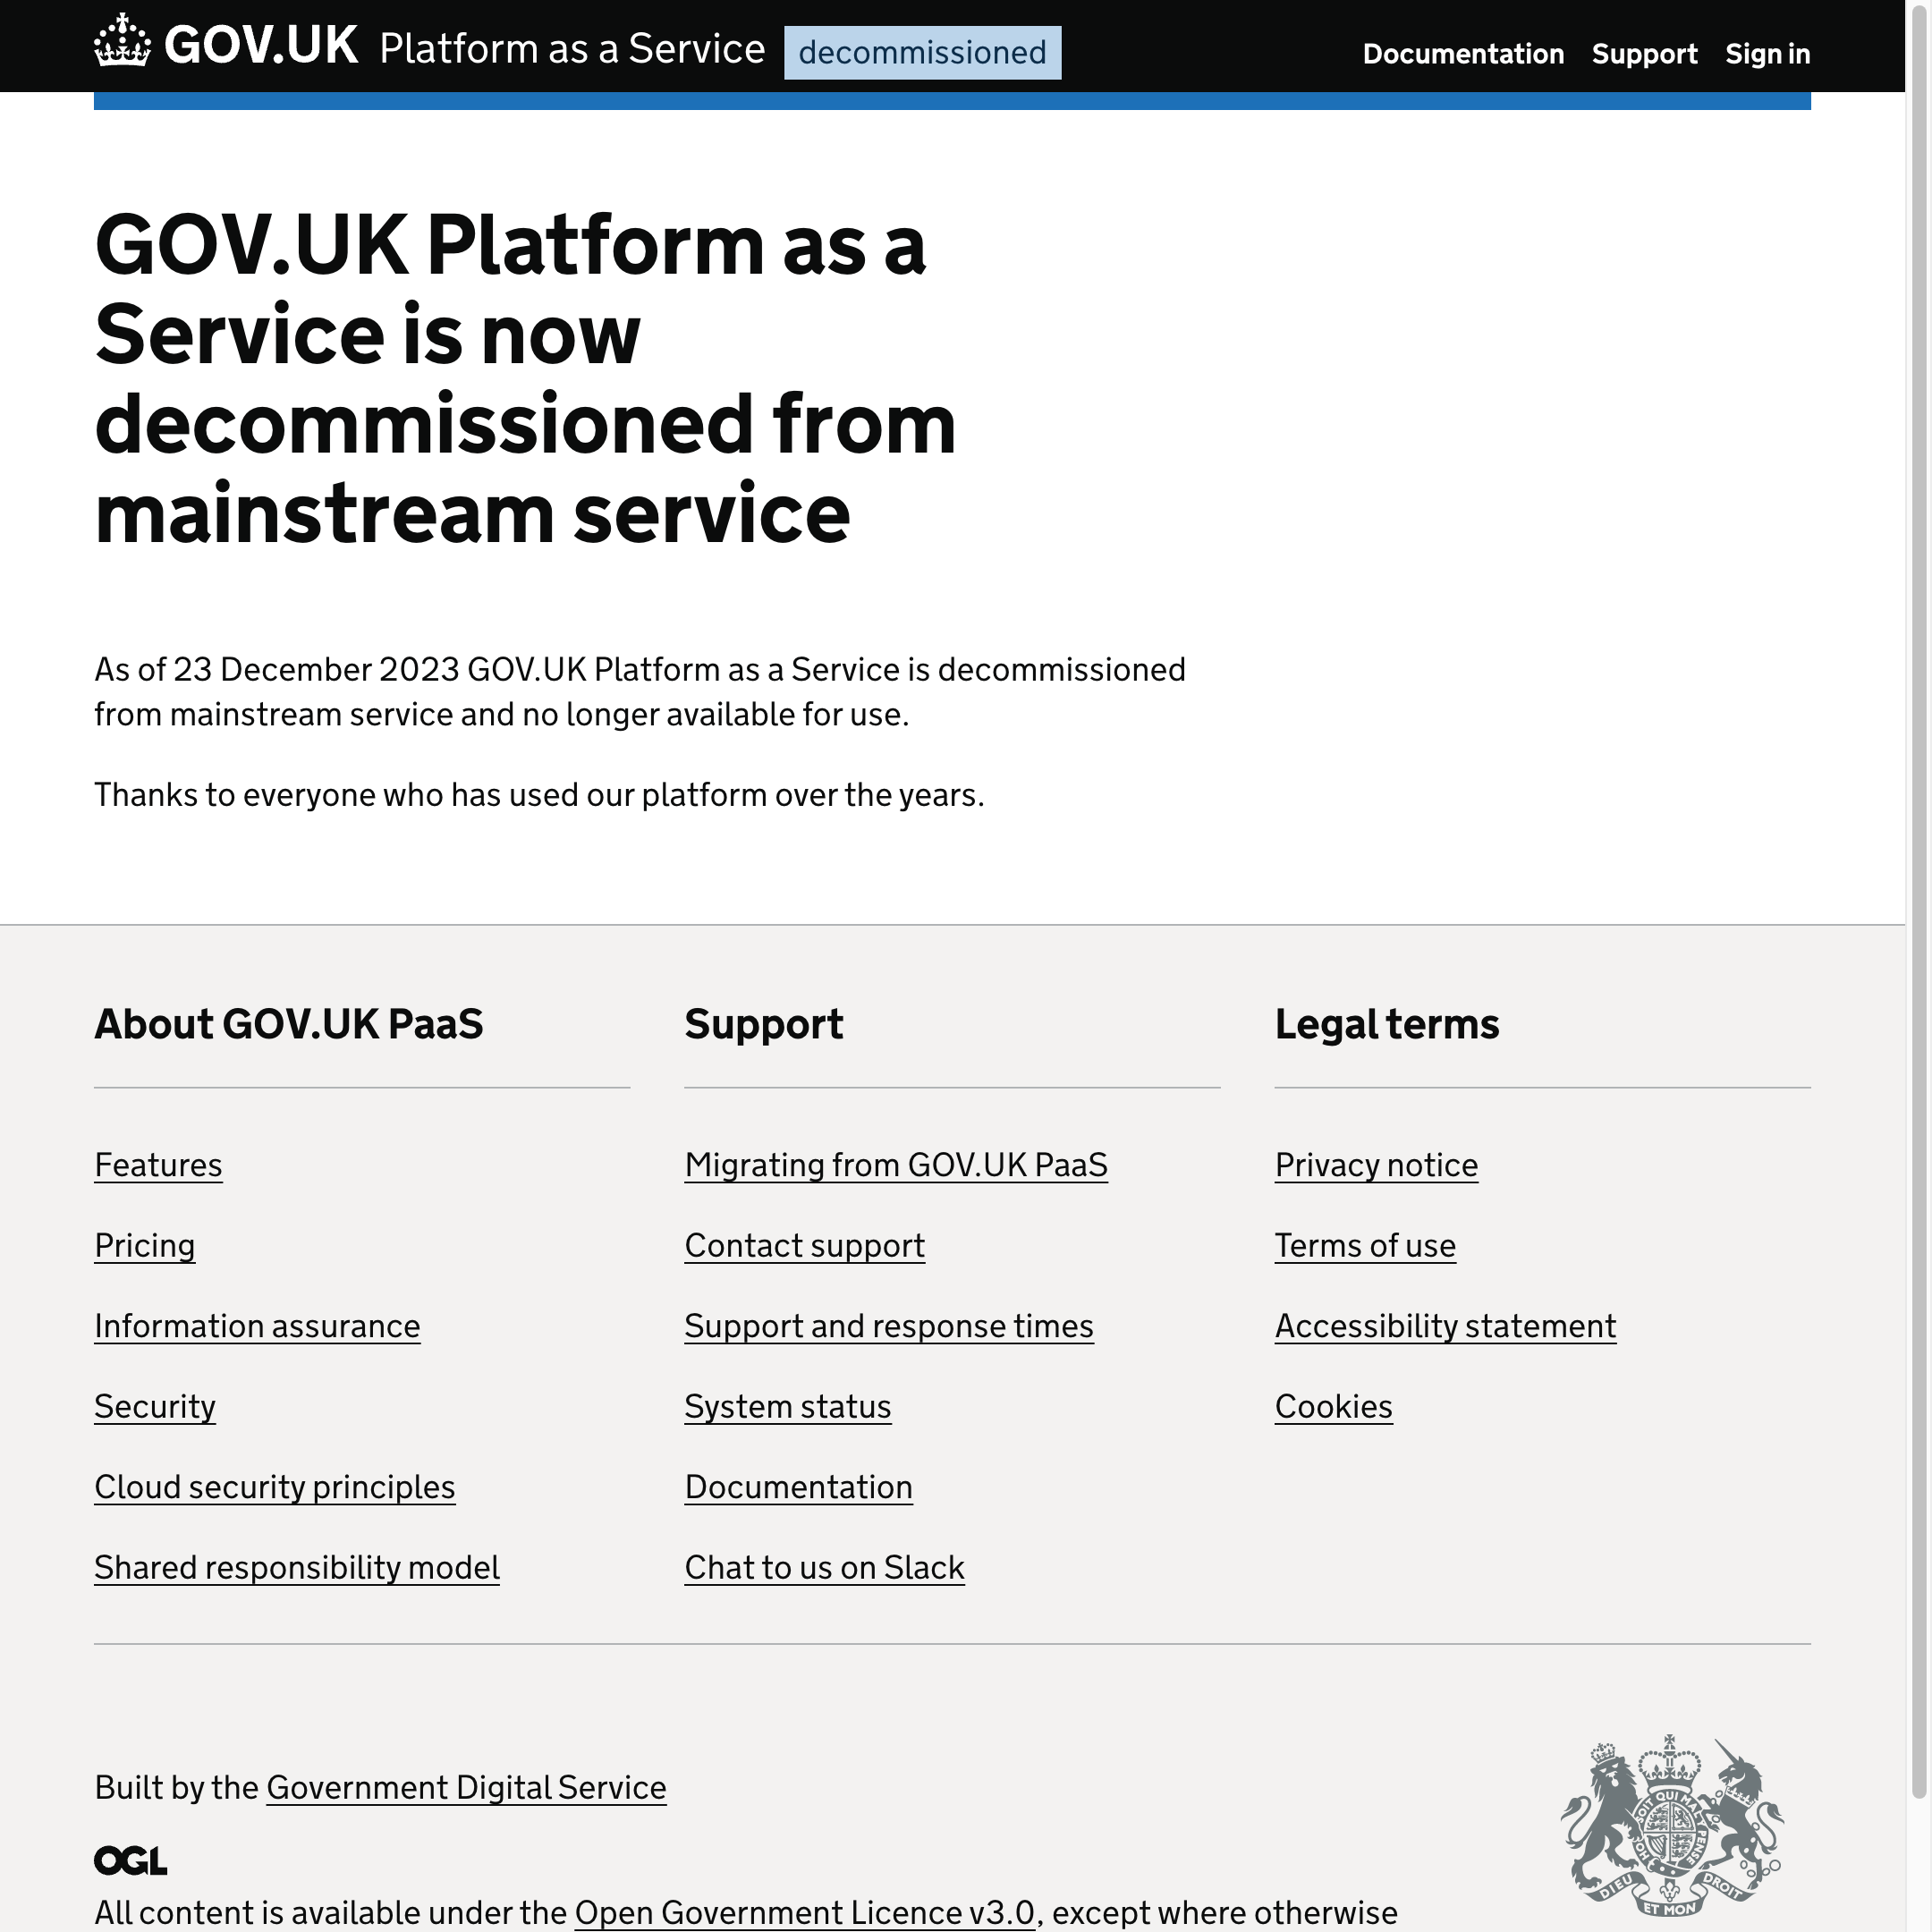 GOV.UK Platform as a Service decommissioned
Documentation Support Sign in
GOV.UK Platform as a
Service is now
decommissioned from
mainstream service
As of 23 December 2023 GOV.UK Platform as a Service is decommissioned
from mainstream service and no longer available for use.
Thanks to everyone who has used our platform over the years.
About GOV.UK PaaS
Features
Pricing
Information assurance
Security
Cloud security principles
Shared responsibility model
Support
Migrating from GOV.UK PaaS
Contact support
Support and response times
System status
Documentation
Chat to us on Slack
Legal terms
Privacy notice
Terms of use
Accessibility statement
Cookies
Built by the Government Digital Service
OGL
All content is available under the Open Government Licence v3.0, except where otherwise
SOIT QUI MAL
PENSE
HON
DIEU
ET MON
DROIT